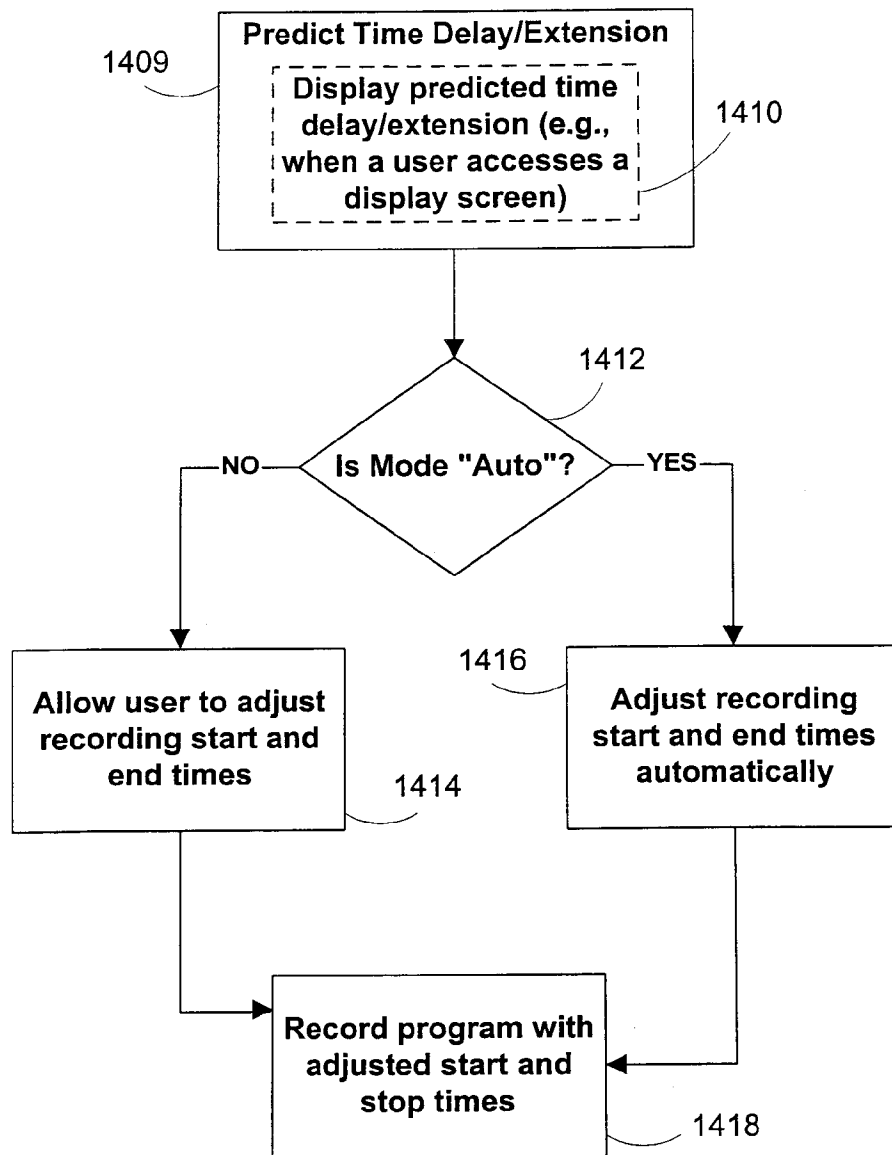 Predict Time Delay/Extension
1409
Display predicted time
delay/extension (e.g.,
when a user accesses a
display screen)
1410
1412
Is Mode "Auto"?
NO
YES
Allow user to adjust
recording start and
end times
1414
1416
Adjust recording
start and end times
automatically
Record program with
adjusted start and
stop times
1418